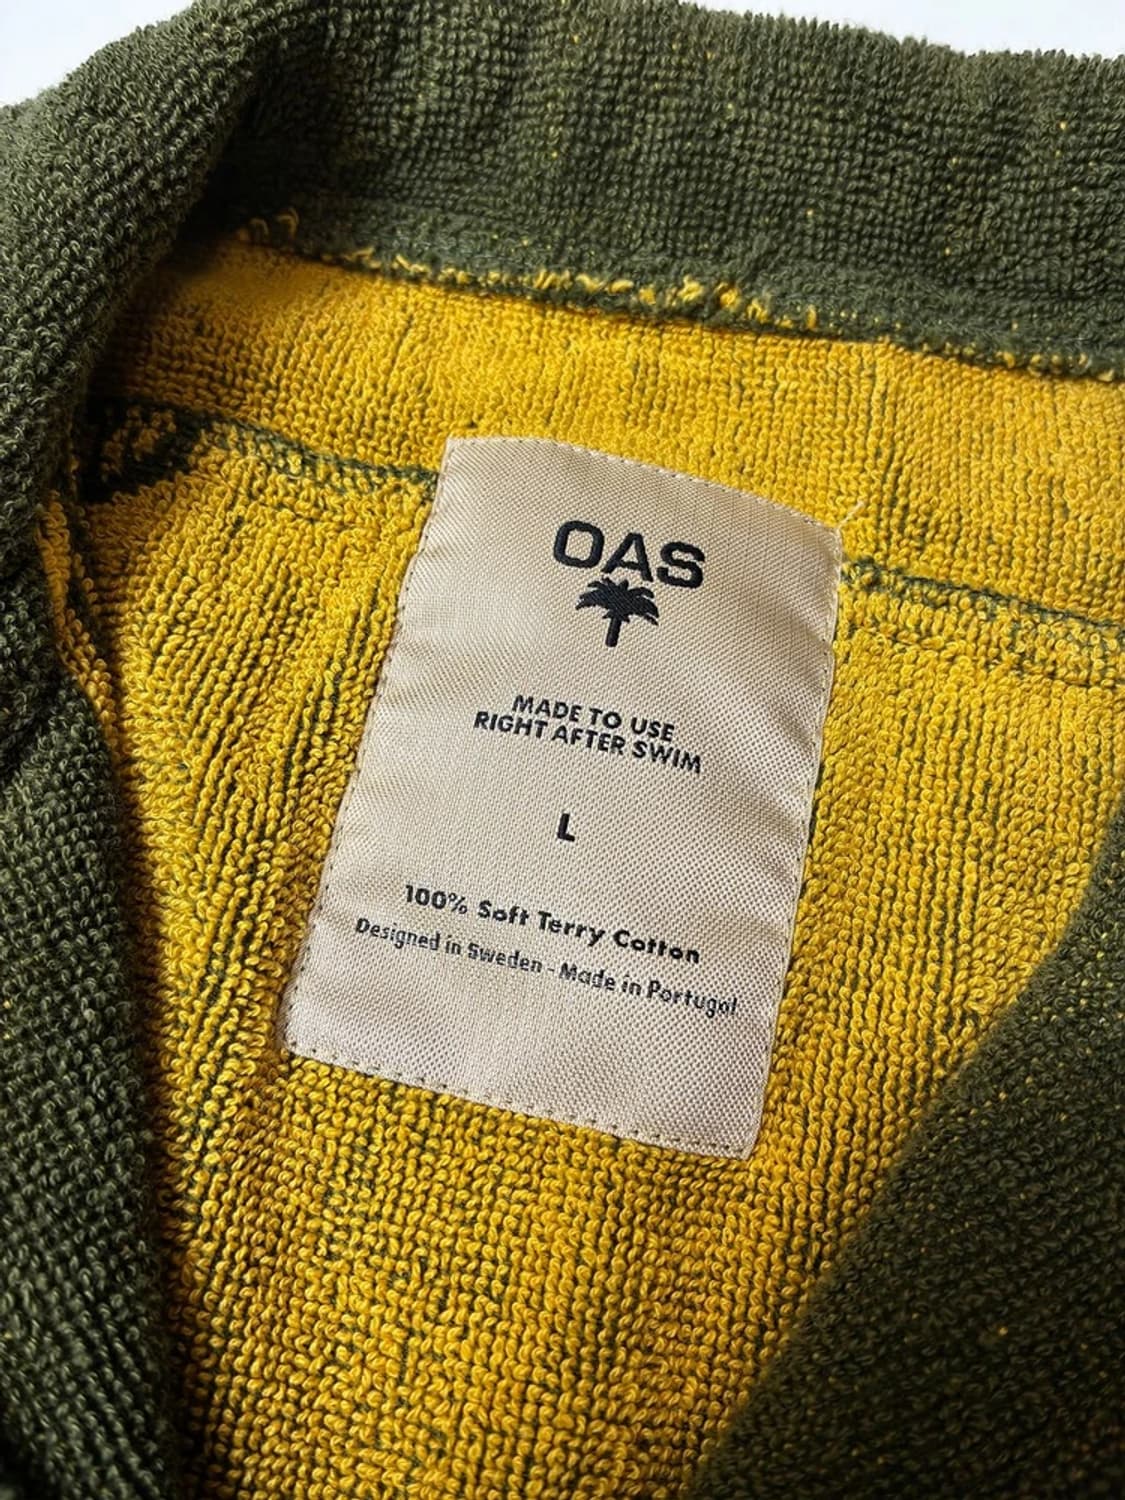 OAS
MADE TO USE
RIGHT AFTER SWIM
L
100% Soft Terry Cotton
Designed in Sweden - Made in Portugal